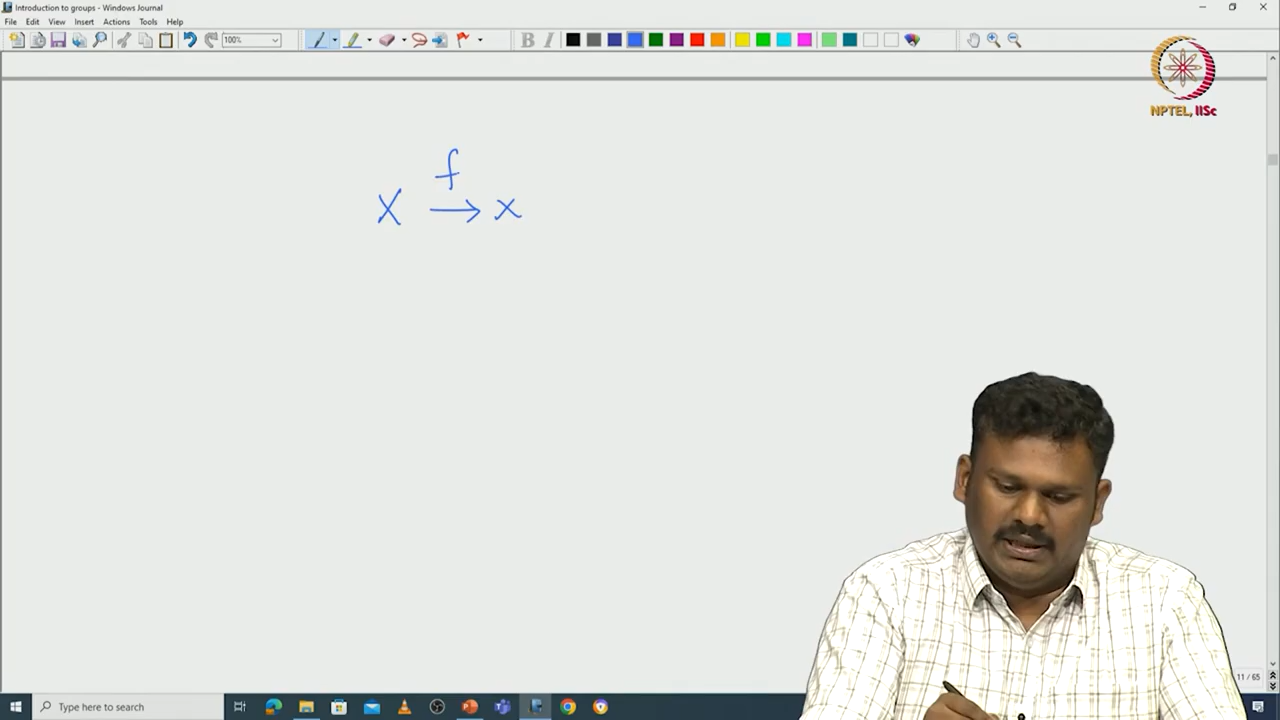 Introduction to groups - Windows Journal
File Edit View Insert Actions Tools Help
100%
B I
NPTEL, IISc
f
X → X
11 / 65
Type here to search